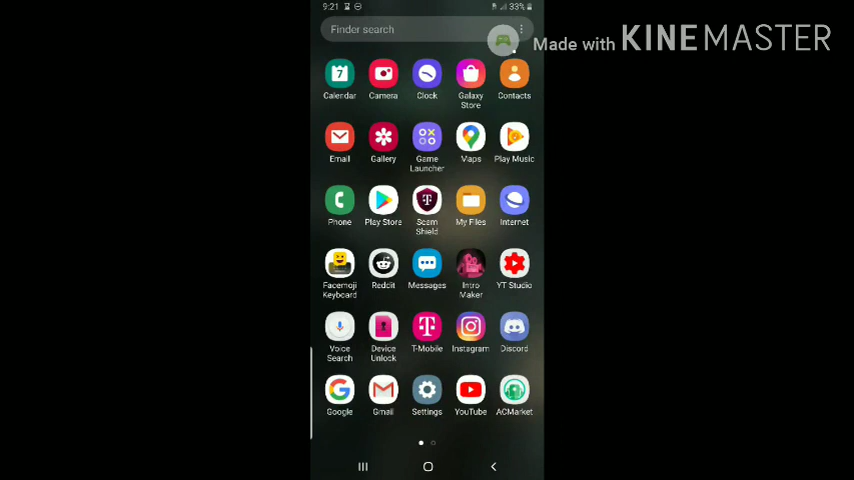 9:21
33%
Finder search
Made with KINEMASTER
7
Calendar Camera Clock Galaxy Store Contacts
Email Gallery Game Launcher Maps Play Music
Phone Play Store Scam Shield My Files Internet
Facemoji Keyboard Reddit Messages Intro Maker YT Studio
Voice Search Device Unlock T-Mobile Instagram Discord
Google Gmail Settings YouTube ACMarket